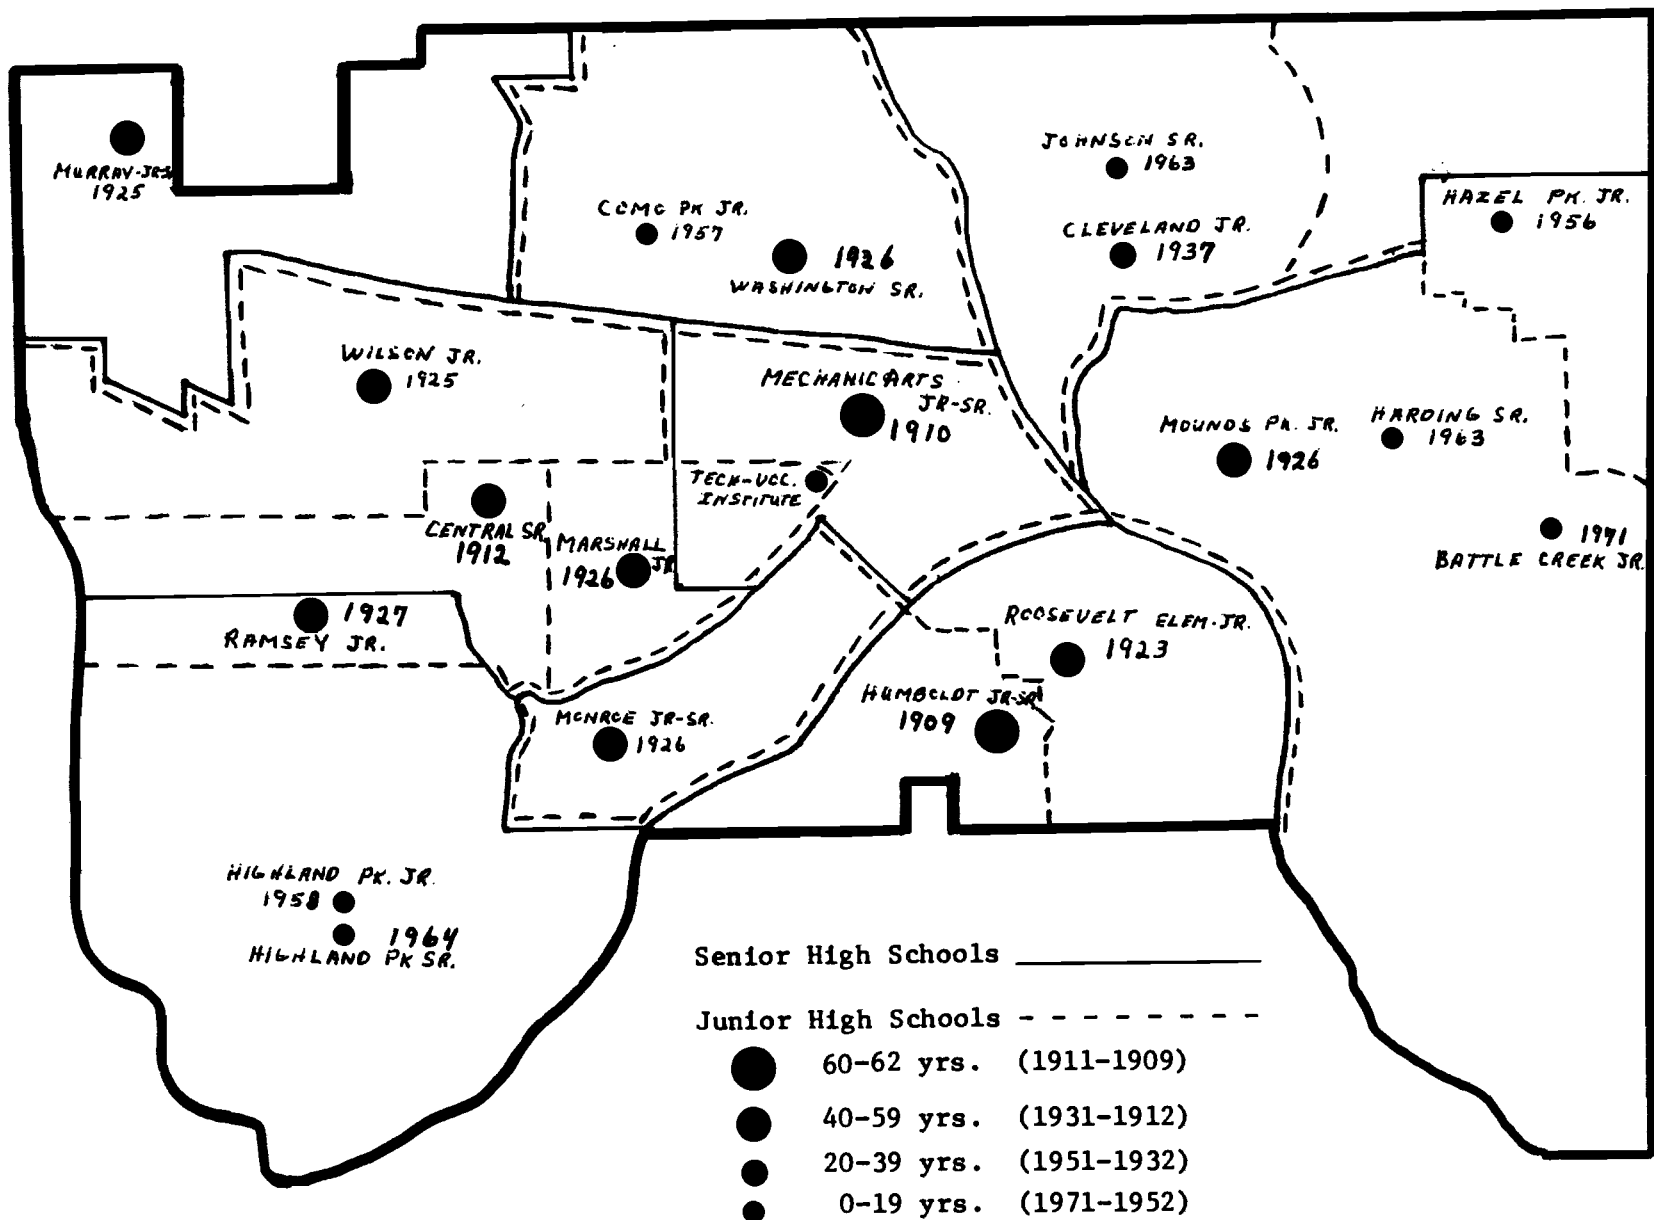 MURRAY-JR-S
1925
COMO PK JR.
1957
1926
WASHINGTON SR.
JOHNSON SR.
1963
CLEVELAND JR.
1937
HAZEL PK. JR.
1956
WILSON JR.
1925
MECHANIC ARTS
JR-SR.
1910
MOUNDS PK. JR.
1926
HARDING SR.
1963
TECH-VOC.
INSTITUTE
CENTRAL SR.
1912
MARSHALL
JR.
1926
1971
BATTLE CREEK JR.
1927
RAMSEY JR.
ROOSEVELT ELEM-JR.
1923
HUMBOLDT JR-SR
1909
MONROE JR-SR.
1926
HIGHLAND PK. JR.
1958
1964
HIGHLAND PK SR.
Senior High Schools
Junior High Schools
60-62 yrs. (1911-1909)
40-59 yrs. (1931-1912)
20-39 yrs. (1951-1932)
0-19 yrs. (1971-1952)